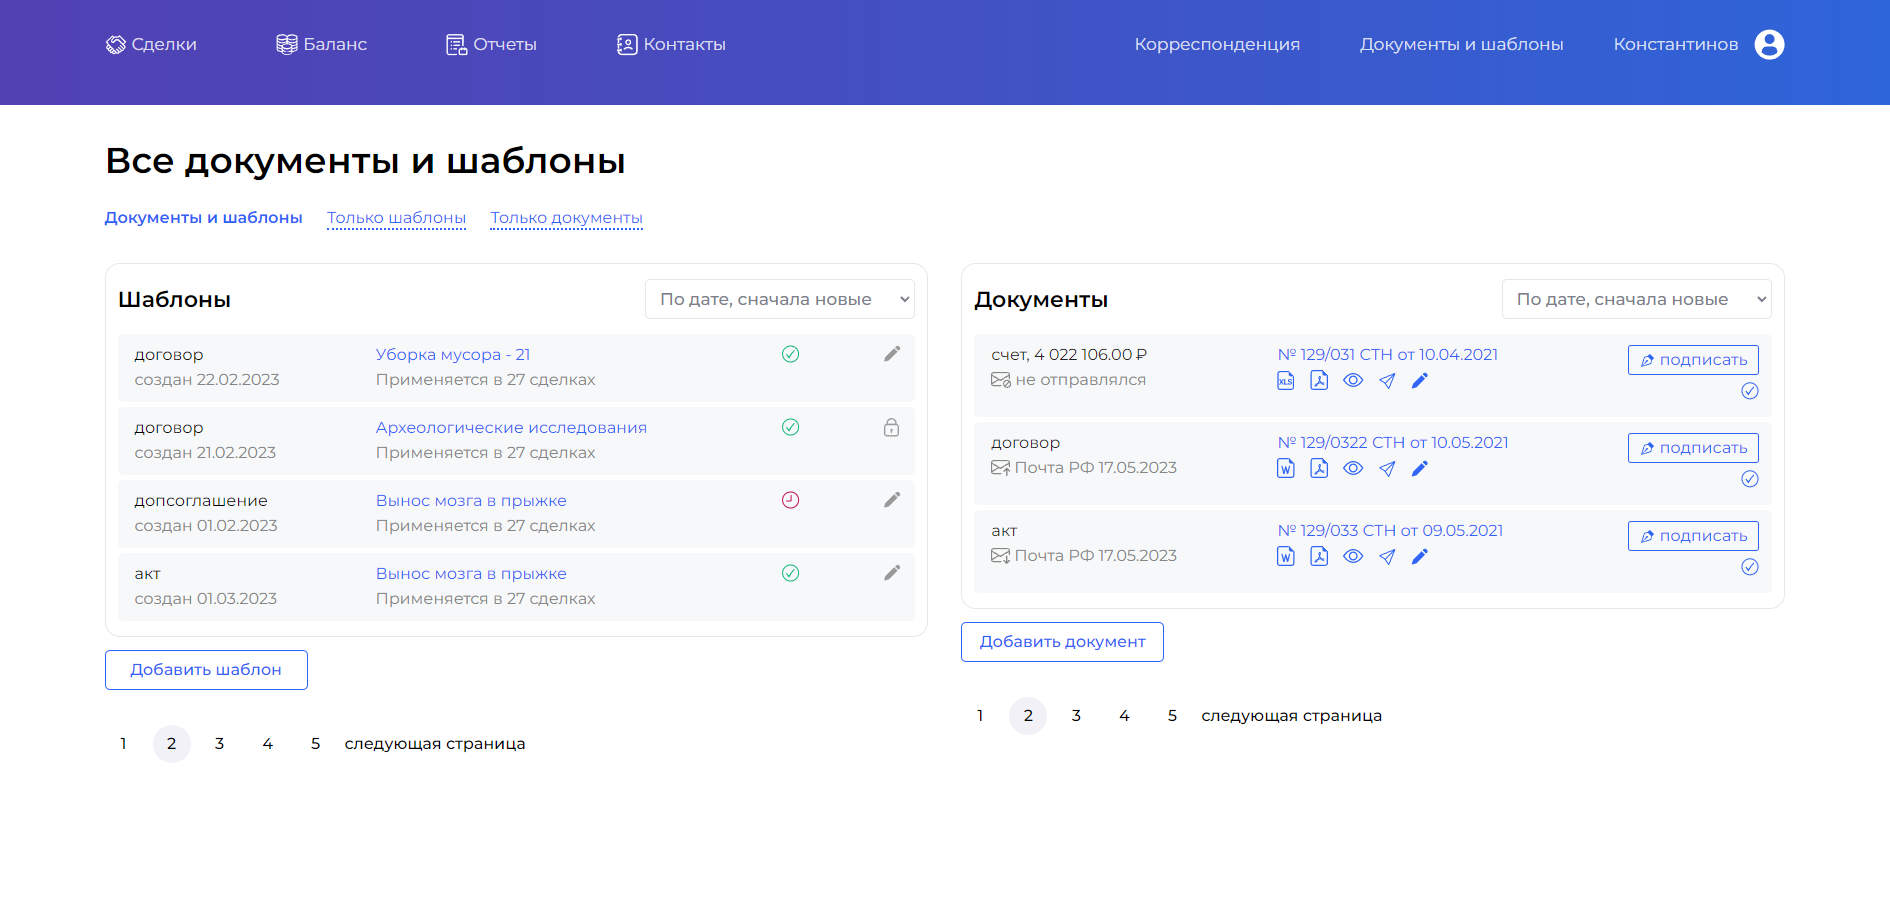 Сделки
Баланс
Отчеты
Контакты
Корреспонденция
Документы и шаблоны
Константинов
Все документы и шаблоны
Документы и шаблоны
Только шаблоны
Только документы
Шаблоны
По дате, сначала новые
договор
Уборка мусора - 21
создан 22.02.2023
Применяется в 27 сделках
договор
Археологические исследования
создан 21.02.2023
Применяется в 27 сделках
допсоглашение
Вынос мозга в прыжке
создан 01.02.2023
Применяется в 27 сделках
акт
Вынос мозга в прыжке
создан 01.03.2023
Применяется в 27 сделках
Добавить шаблон
1 2 3 4 5 следующая страница
Документы
По дате, сначала новые
счет, 4 022 106.00 ₽
№ 129/031 СТН от 10.04.2021
подписать
не отправлялся
XLS
договор
№ 129/0322 СТН от 10.05.2021
подписать
Почта РФ 17.05.2023
W
акт
№ 129/033 СТН от 09.05.2021
подписать
Почта РФ 17.05.2023
W
Добавить документ
1 2 3 4 5 следующая страница